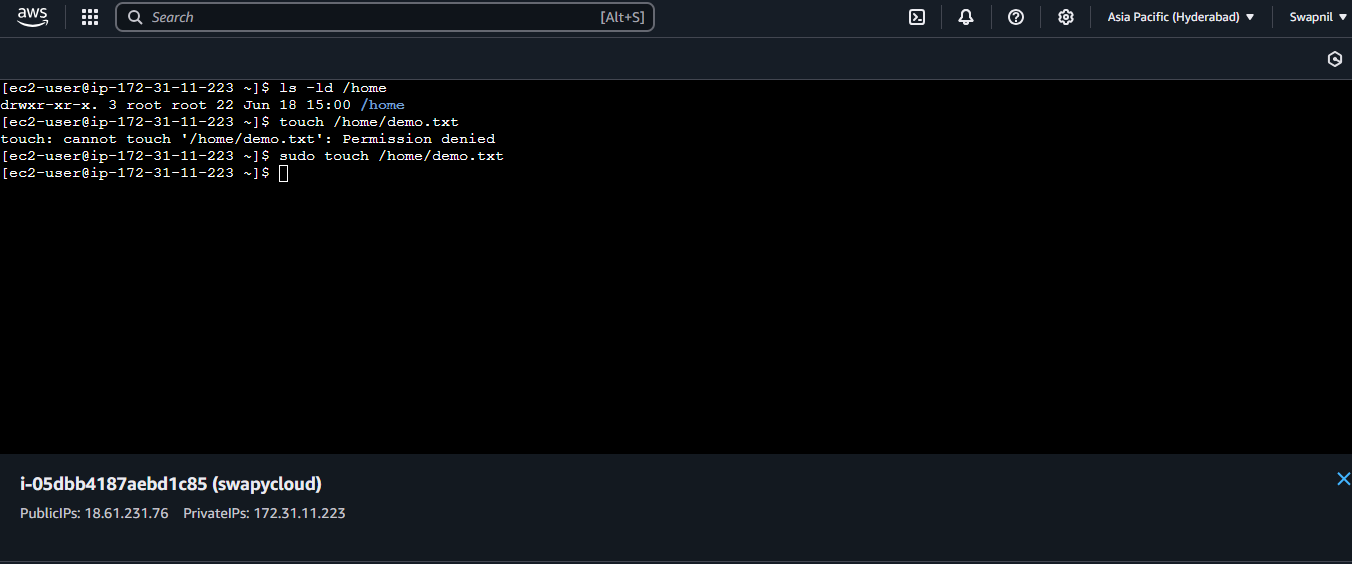 aws
Search [Alt+S] Asia Pacific (Hyderabad) Swapnil
[ec2-user@ip-172-31-11-223 ~]$ ls -ld /home
drwxr-xr-x. 3 root root 22 Jun 18 15:00 /home
[ec2-user@ip-172-31-11-223 ~]$ touch /home/demo.txt
touch: cannot touch '/home/demo.txt': Permission denied
[ec2-user@ip-172-31-11-223 ~]$ sudo touch /home/demo.txt
[ec2-user@ip-172-31-11-223 ~]$
i-05dbb4187aebd1c85 (swapycloud)
PublicIPs: 18.61.231.76 PrivateIPs: 172.31.11.223